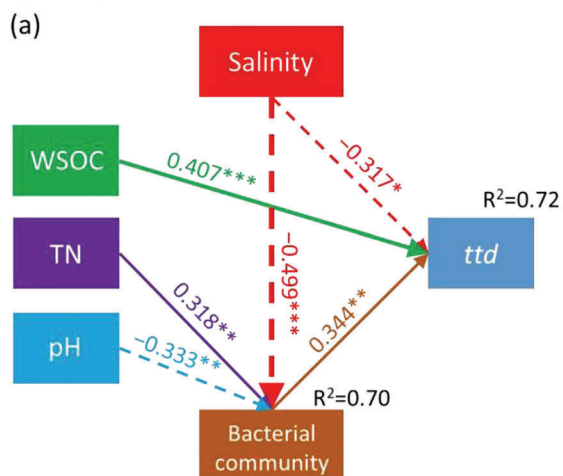 (a)
Salinity
WSOC
0.407***
−0.317*
R²=0.72
TN
ttd
−0.499***
0.318**
0.344**
pH
−0.333**
R²=0.70
Bacterial
community